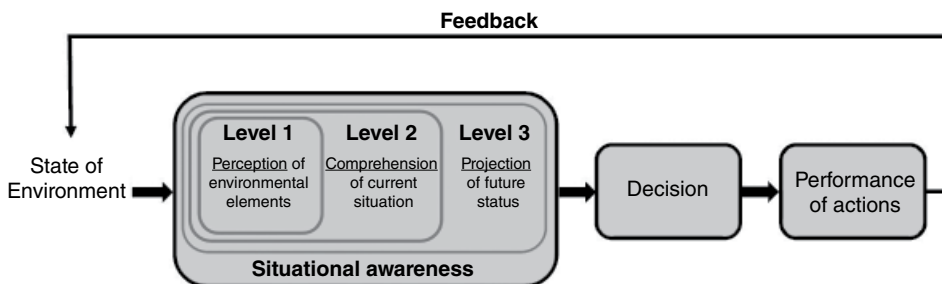 Feedback
State of
Environment
Level 1
Perception of
environmental
elements
Level 2
Comprehension
of current
situation
Level 3
Projection
of future
status
Situational awareness
Decision
Performance
of actions